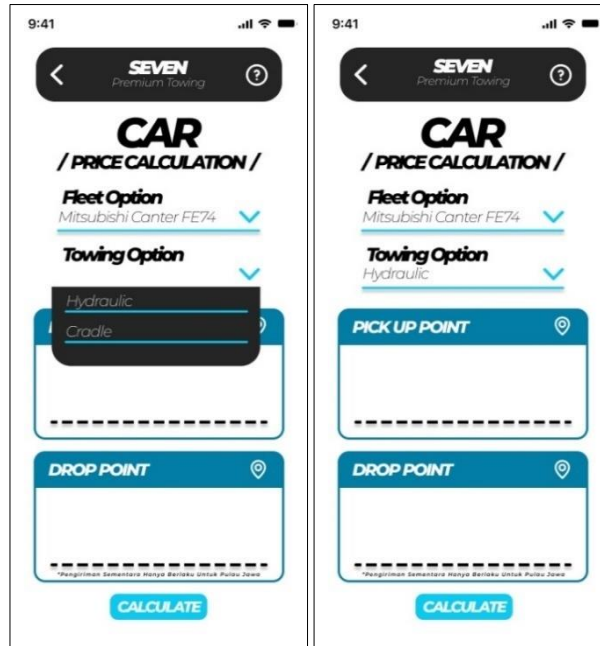 9:41
SEVEN
Premium Towing
CAR
/ PRICE CALCULATION /
Fleet Option
Mitsubishi Canter FE74
Towing Option
Hydraulic
Cradle
DROP POINT
*Pengiriman Sementara Hanya Berlaku Untuk Pulau Jawa
CALCULATE
9:41
SEVEN
Premium Towing
CAR
/ PRICE CALCULATION /
Fleet Option
Mitsubishi Canter FE74
Towing Option
Hydraulic
PICK UP POINT
DROP POINT
*Pengiriman Sementara Hanya Berlaku Untuk Pulau Jawa
CALCULATE